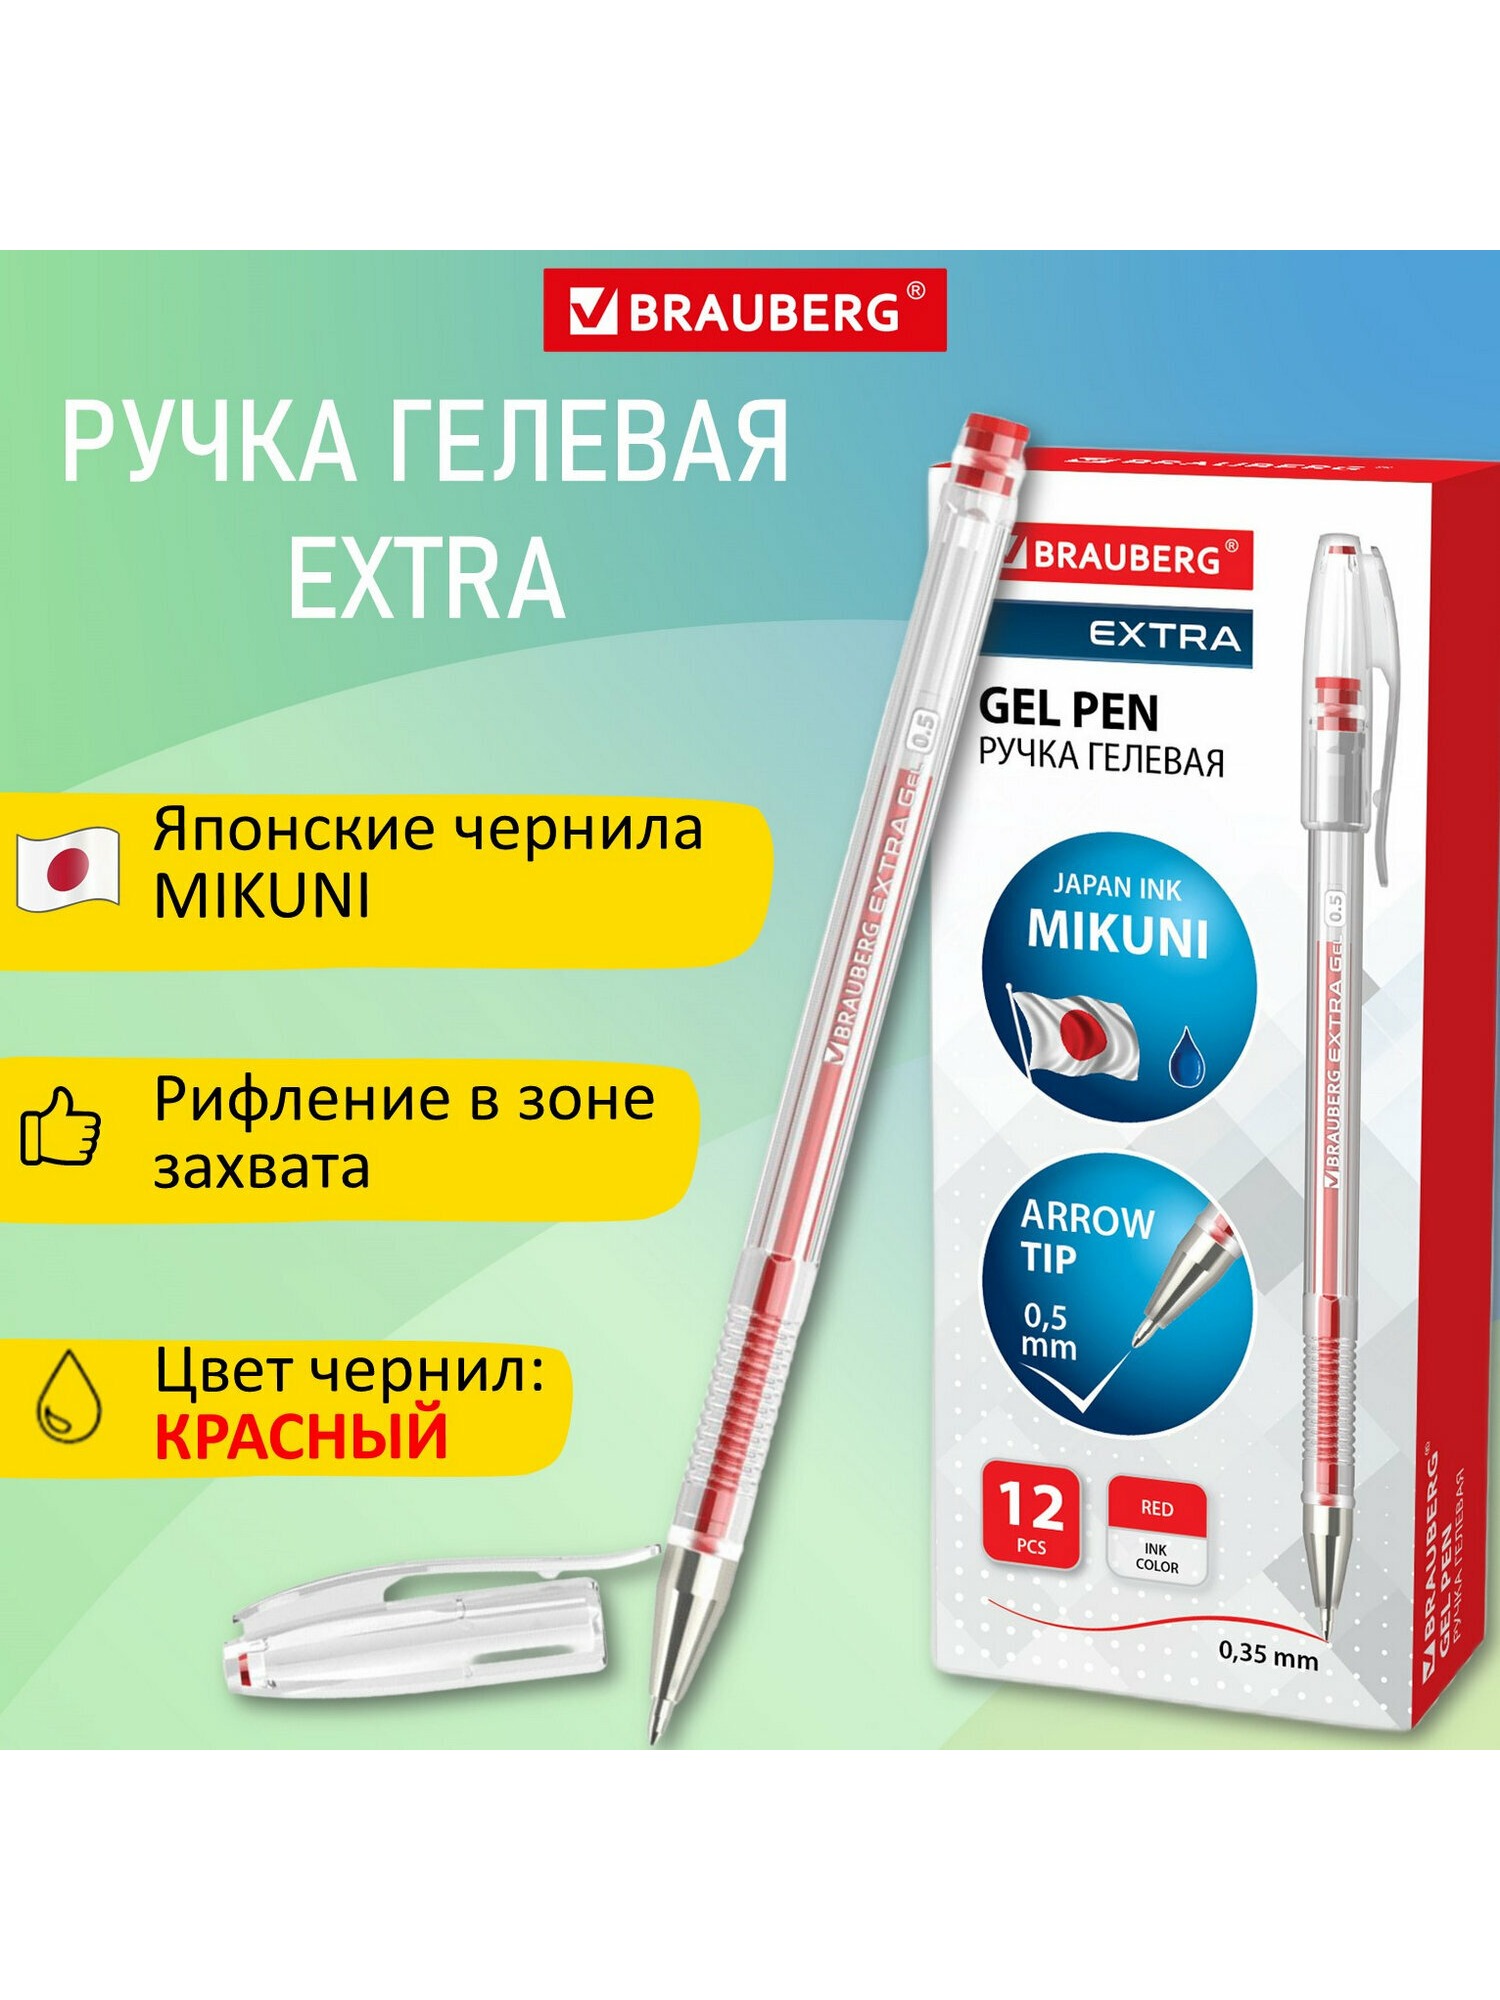 BRAUBERG®
РУЧКА ГЕЛЕВАЯ
EXTRA
Японские чернила
MIKUNI
Рифление в зоне
захвата
Цвет чернил:
КРАСНЫЙ
BRAUBERG EXTRA GEL 0.5
BRAUBERG®
BRAUBERG®
EXTRA
GEL PEN
РУЧКА ГЕЛЕВАЯ
JAPAN INK
MIKUNI
ARROW
TIP
0,5
mm
12
PCS
RED
INK
COLOR
0,35 mm
BRAUBERG EXTRA GEL 0.5
BRAUBERG®
GEL PEN
РУЧКА ГЕЛЕВАЯ